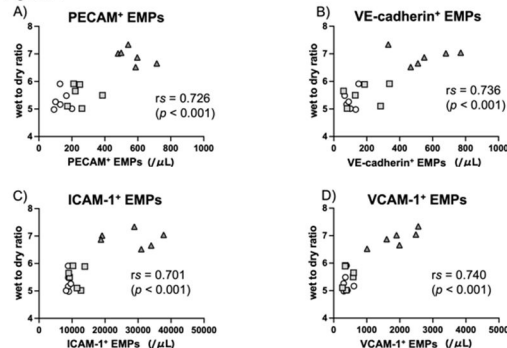 A)
PECAM⁺ EMPs
wet to dry ratio
8
7
6
5
4
rs = 0.726
(p < 0.001)
0 200 400 600 800 1000
PECAM⁺ EMPs (/μL)
B)
VE-cadherin⁺ EMPs
wet to dry ratio
8
7
6
5
4
rs = 0.736
(p < 0.001)
0 200 400 600 800 1000
VE-cadherin⁺ EMPs (/μL)
C)
ICAM-1⁺ EMPs
wet to dry ratio
8
7
6
5
4
rs = 0.701
(p < 0.001)
0 10000 20000 30000 40000 50000
ICAM-1⁺ EMPs (/μL)
D)
VCAM-1⁺ EMPs
wet to dry ratio
8
7
6
5
4
rs = 0.740
(p < 0.001)
0 1000 2000 3000 4000 5000
VCAM-1⁺ EMPs (/μL)